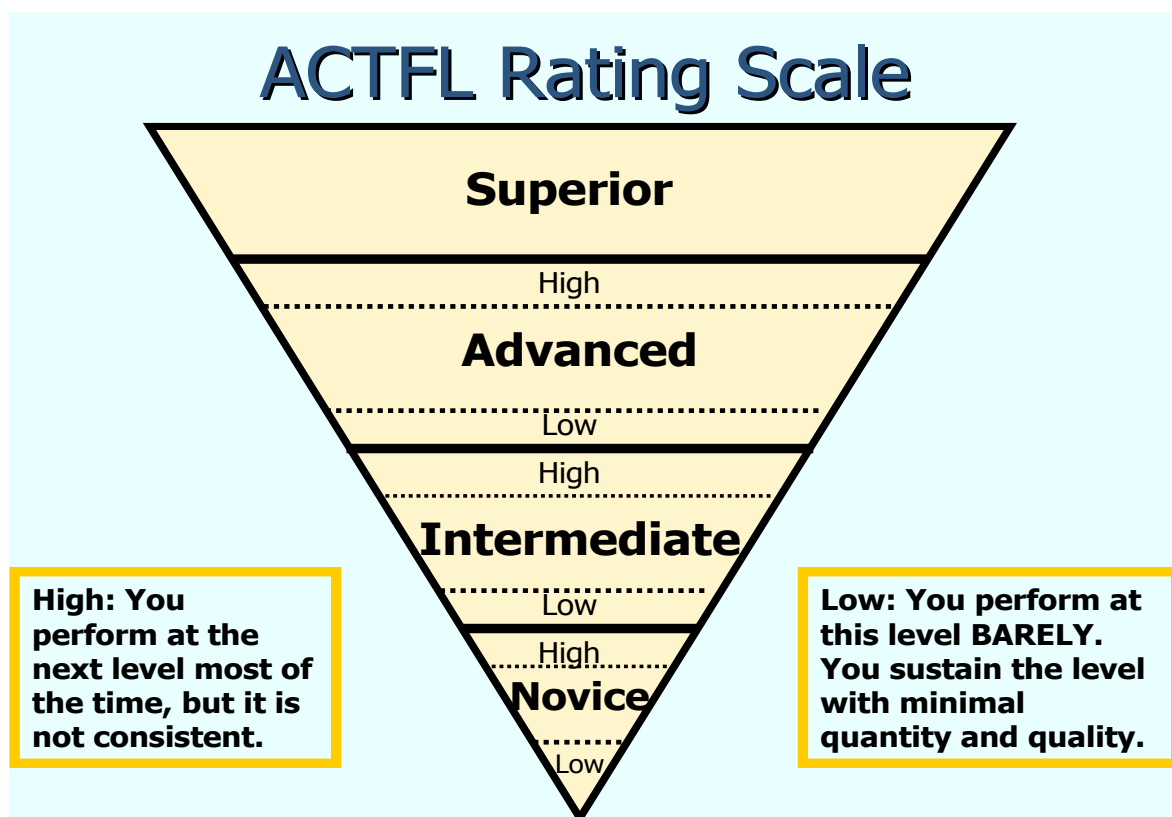 ACTFL Rating Scale
Superior
High
Advanced
Low
High
Intermediate
Low
High
Novice
Low
High: You
perform at the
next level most of
the time, but it is
not consistent.
Low: You perform at
this level BARELY.
You sustain the level
with minimal
quantity and quality.